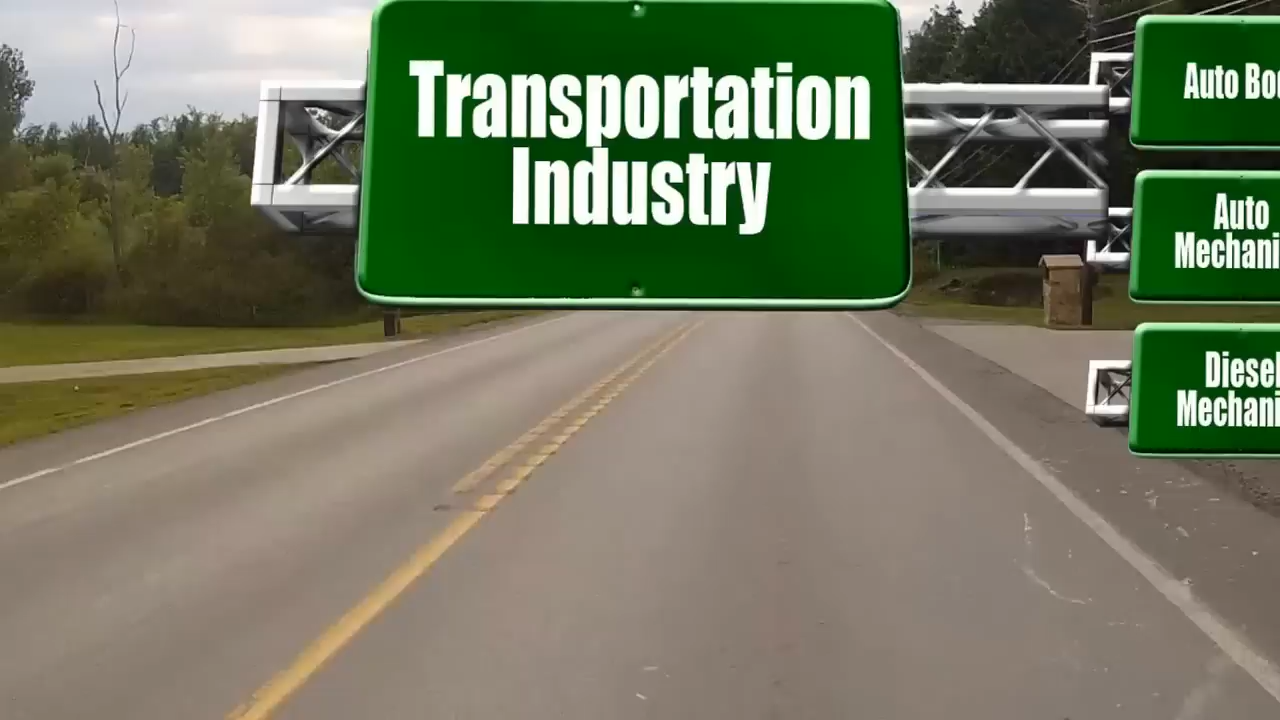 Transportation
Industry
Auto
Auto
Diesel